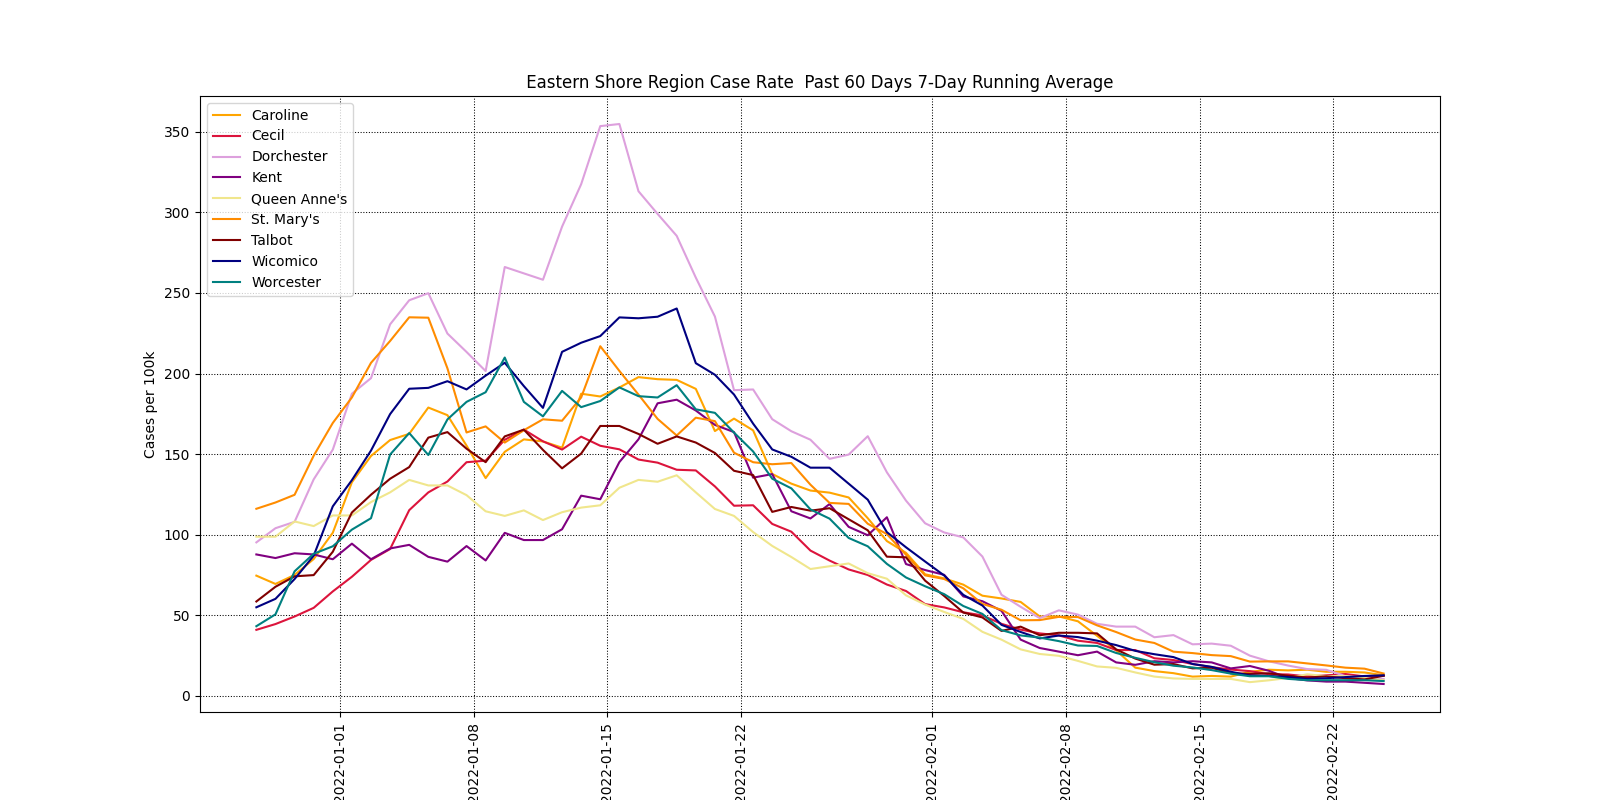 Eastern Shore Region Case Rate  Past 60 Days 7-Day Running Average
Caroline
Cecil
Dorchester
Kent
Queen Anne's
St. Mary's
Talbot
Wicomico
Worcester
Cases per 100k
350
300
250
200
150
100
50
0
2022-01-01
2022-01-08
2022-01-15
2022-01-22
2022-02-01
2022-02-08
2022-02-15
2022-02-22